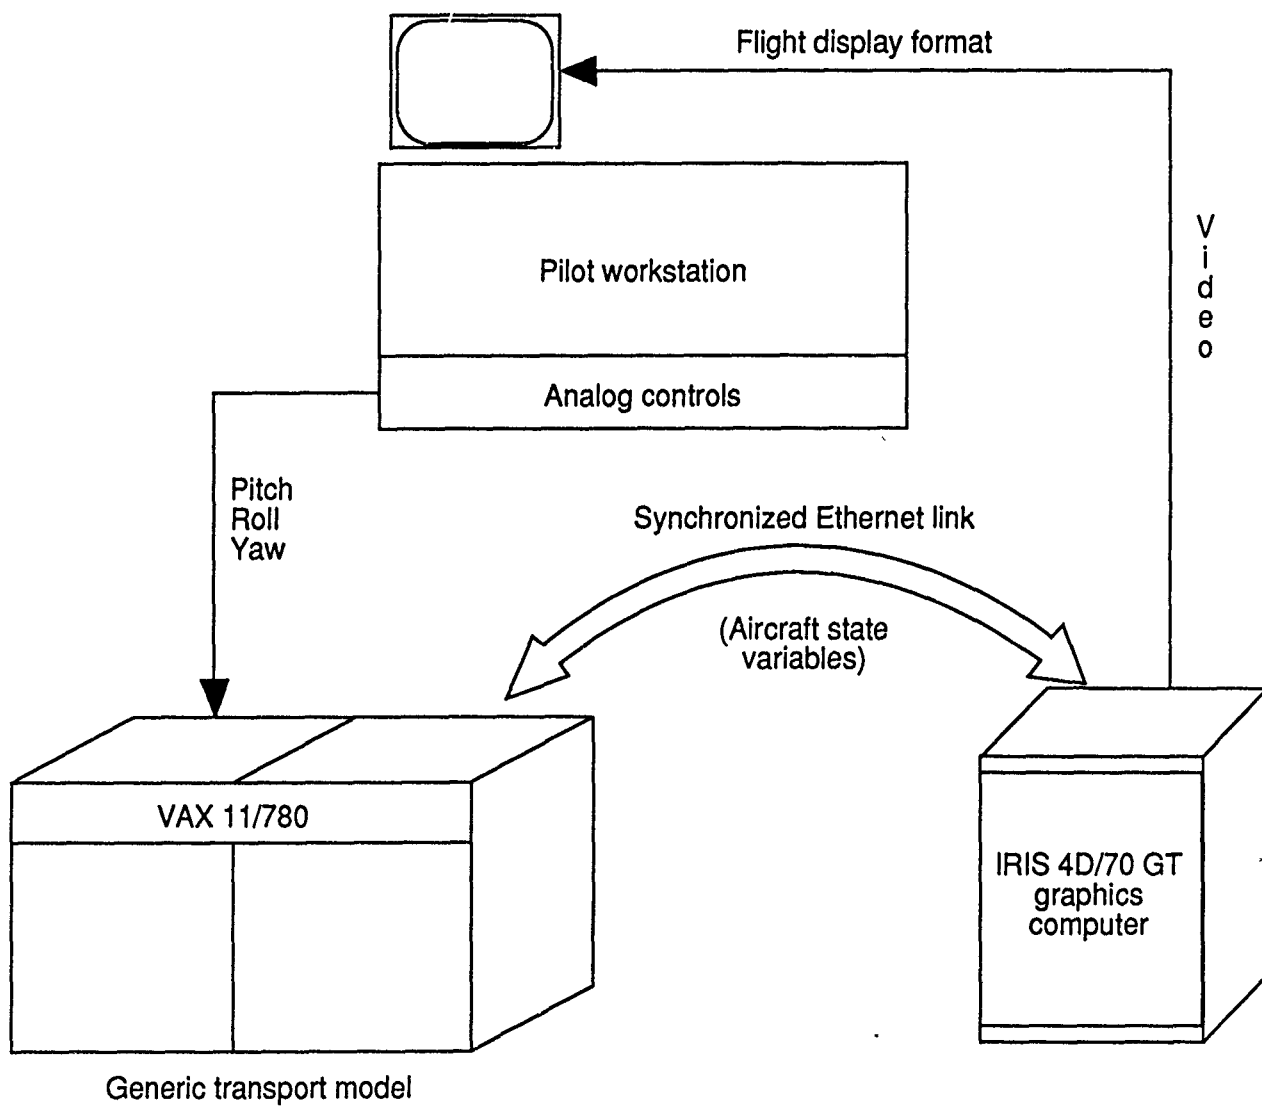 Flight display format
Video
Pilot workstation
Analog controls
Pitch
Roll
Yaw
Synchronized Ethernet link
(Aircraft state
variables)
VAX 11/780
IRIS 4D/70 GT
graphics
computer
Generic transport model